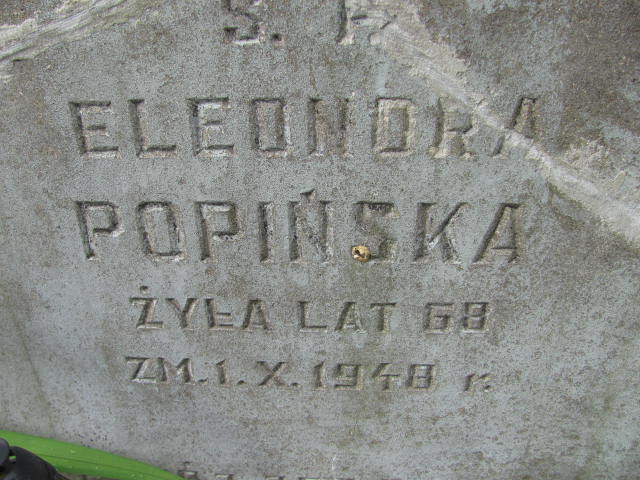 Ś. P.
ELEONORA
POPIŃSKA
ŻYŁA LAT 68
ZM. 1. X. 1948 r.